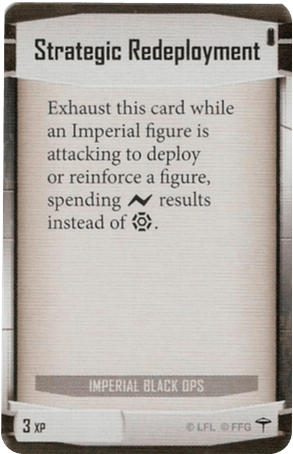 Strategic Redeployment
Exhaust this card while
an Imperial figure is
attacking to deploy
or reinforce a figure,
spending results
instead of .
IMPERIAL BLACK OPS
3 XP
© LFL © FFG